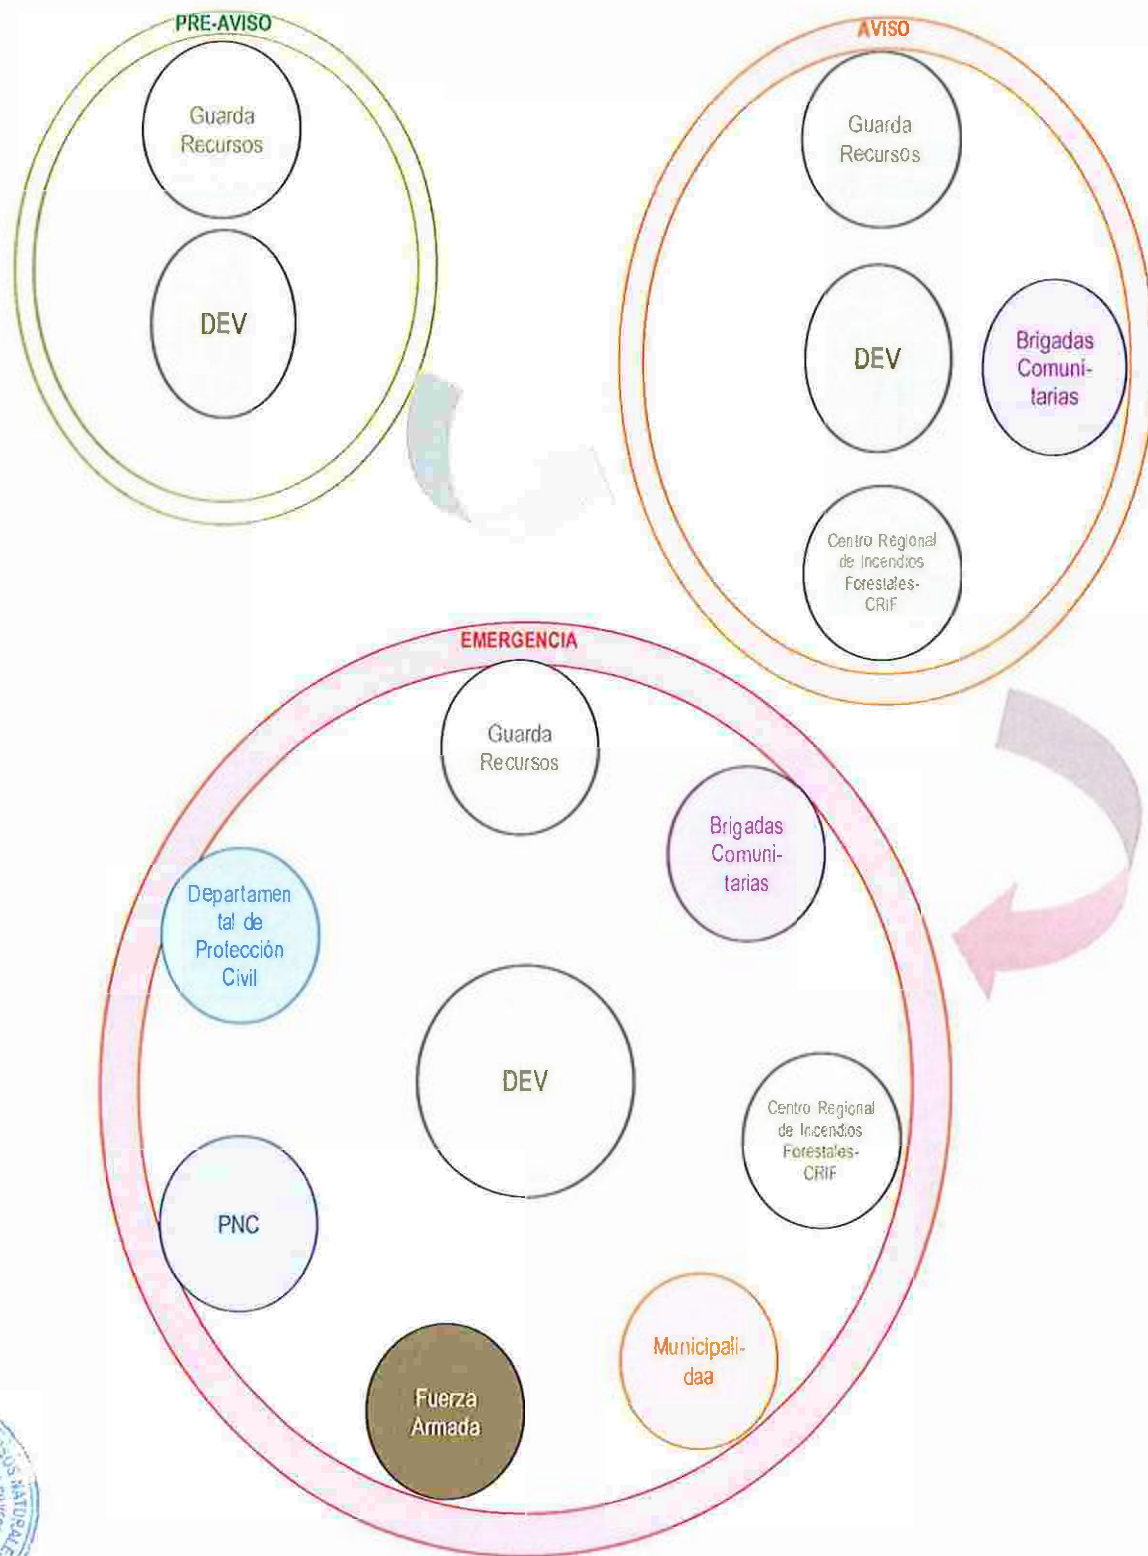 PRE-AVISO
Guarda
Recursos
DEV
AVISO
Guarda
Recursos
DEV
Brigadas
Comuni-
tarias
Centro Regional
de Incendios
Forestales-
CRIF
EMERGENCIA
Guarda
Recursos
Brigadas
Comuni-
tarias
Departamen
tal de
Protección
Civil
DEV
Centro Regional
de Incendios
Forestales-
CRIF
PNC
Municipali-
daa
Fuerza
Armada